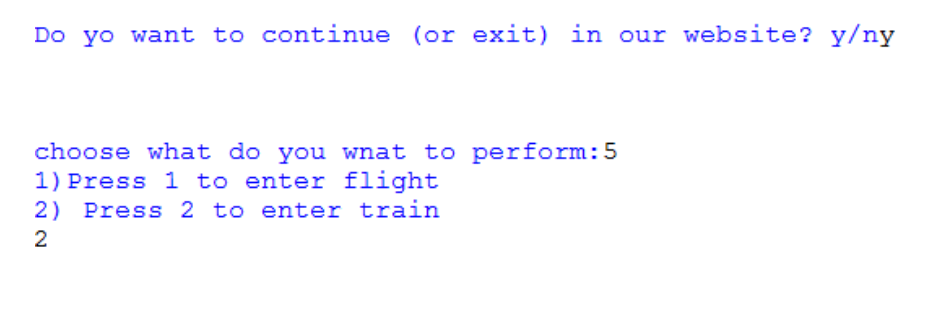 Do yo want to continue (or exit) in our website? y/ny
choose what do you wnat to perform:5
1)Press 1 to enter flight
2) Press 2 to enter train
2